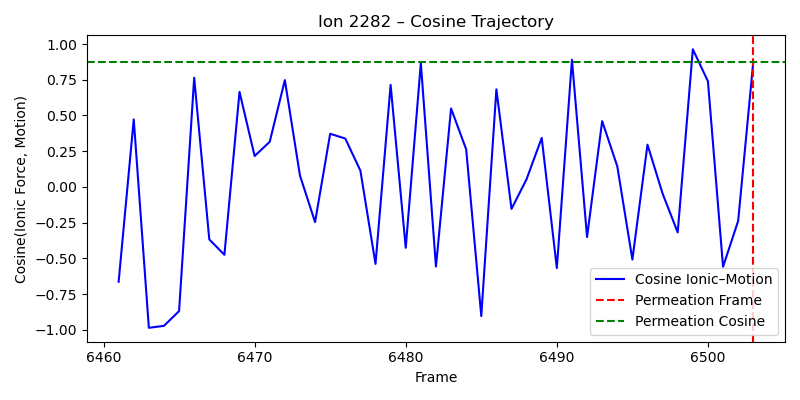 Ion 2282 – Cosine Trajectory
Cosine(Ionic Force, Motion)
1.00
0.75
0.50
0.25
0.00
−0.25
−0.50
−0.75
−1.00
Cosine Ionic–Motion
Permeation Frame
Permeation Cosine
6460
6470
6480
6490
6500
Frame